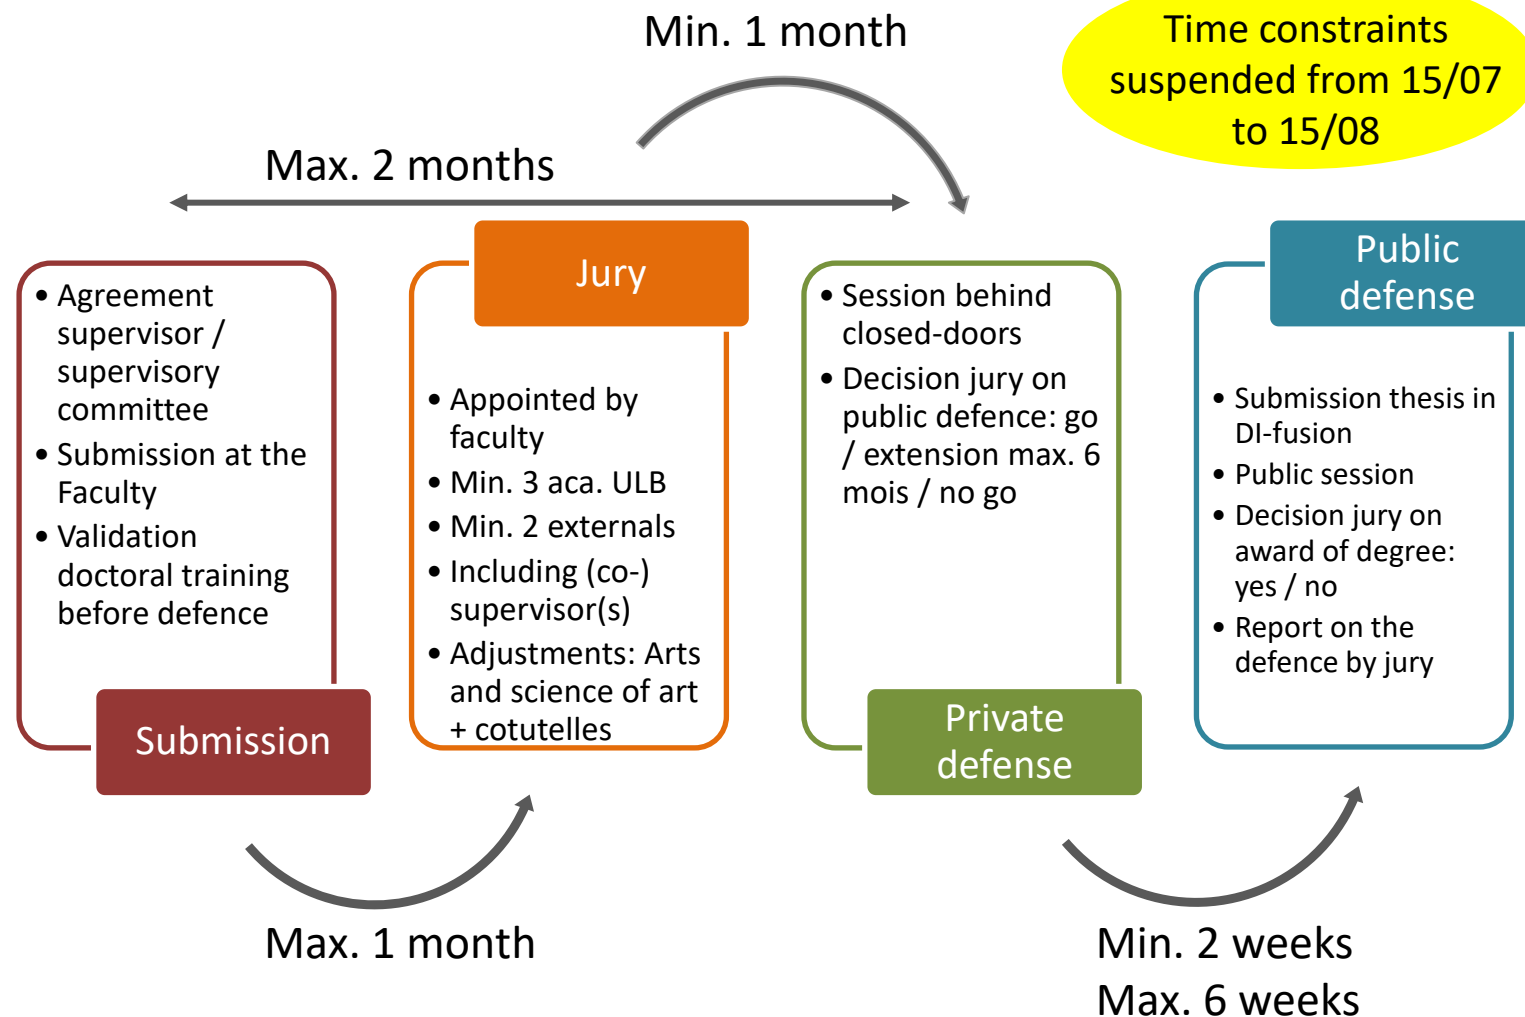 Min. 1 month
Time constraints
suspended from 15/07
to 15/08
Max. 2 months
• Agreement
supervisor /
supervisory
committee
• Submission at the
Faculty
• Validation
doctoral training
before defence
Submission
Jury
• Appointed by
faculty
• Min. 3 aca. ULB
• Min. 2 externals
• Including (co-)
supervisor(s)
• Adjustments: Arts
and science of art
+ cotutelles
• Session behind
closed-doors
• Decision jury on
public defence: go
/ extension max. 6
mois / no go
Private
defense
Public
defense
• Submission thesis in
DI-fusion
• Public session
• Decision jury on
award of degree:
yes / no
• Report on the
defence by jury
Max. 1 month
Min. 2 weeks
Max. 6 weeks